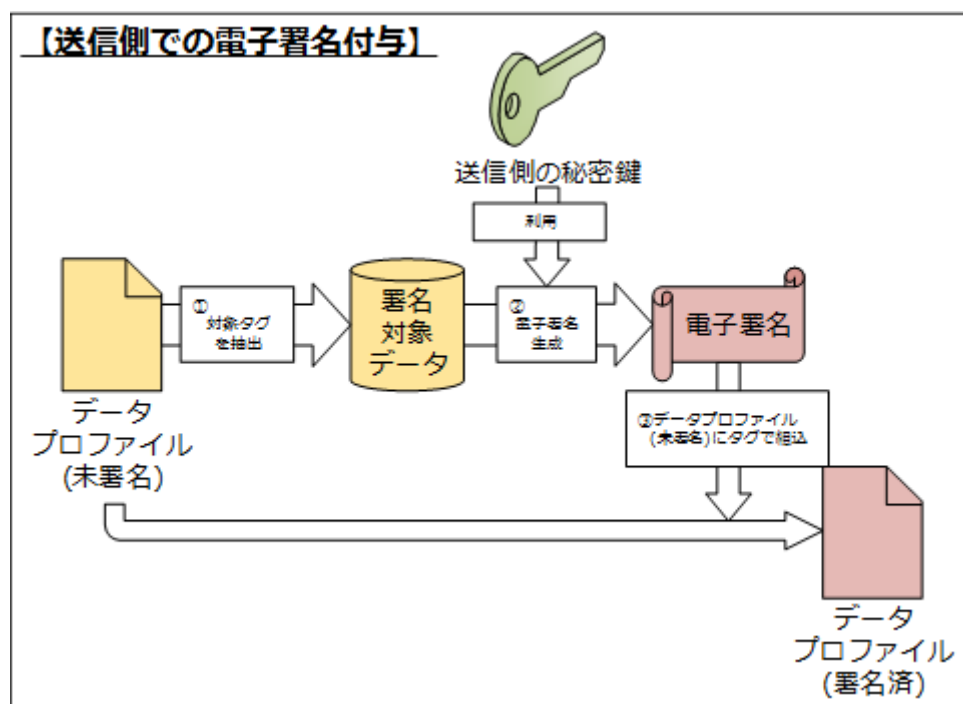 【送信側での電子署名付与】
送信側の秘密鍵
利用
①
対象タグ
を抽出
署名
対象
データ
②
電子署名
生成
電子署名
データ
プロファイル
(未署名)
③データプロファイル
(未署名)にタグで組込
データ
プロファイル
(署名済)